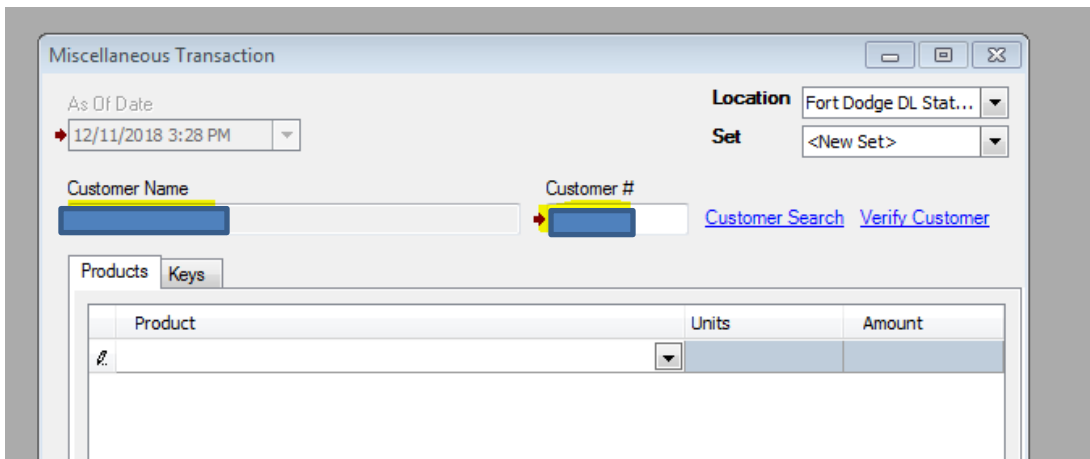 Miscellaneous Transaction
As Of Date
12/11/2018 3:28 PM
Location Fort Dodge DL Stat...
Set <New Set>
Customer Name Customer #
Customer Search Verify Customer
Products Keys
Product Units Amount